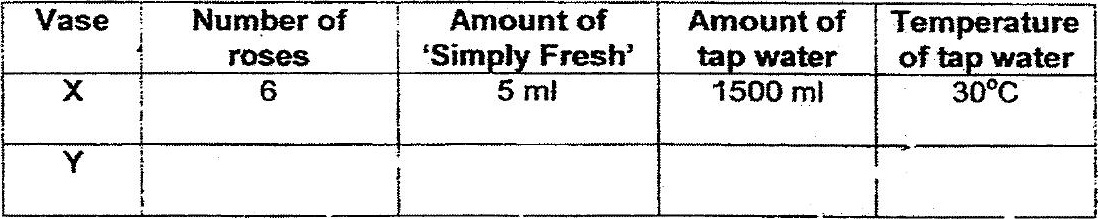 Vase Number of roses Amount of 'Simply Fresh' Amount of tap water Temperature of tap water
X 6 5 ml 1500 ml 30°C
Y